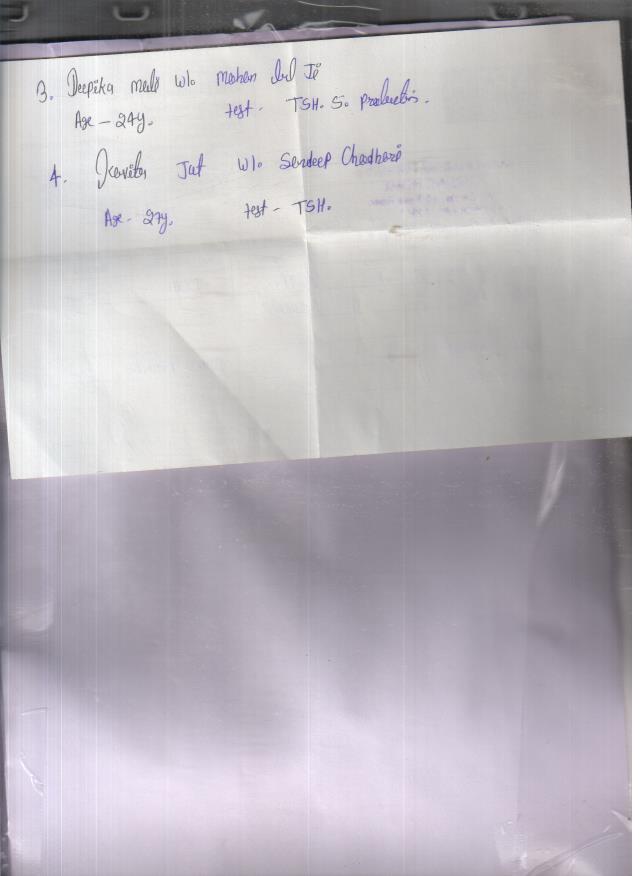 3. Deepika Mali W/o Mohan Lal Ji
Age - 24y. test - TSH. S. Prolactin.
4. Kavita Jat W/o Sandeep Choudhary
Age - 27y. test - TSH.